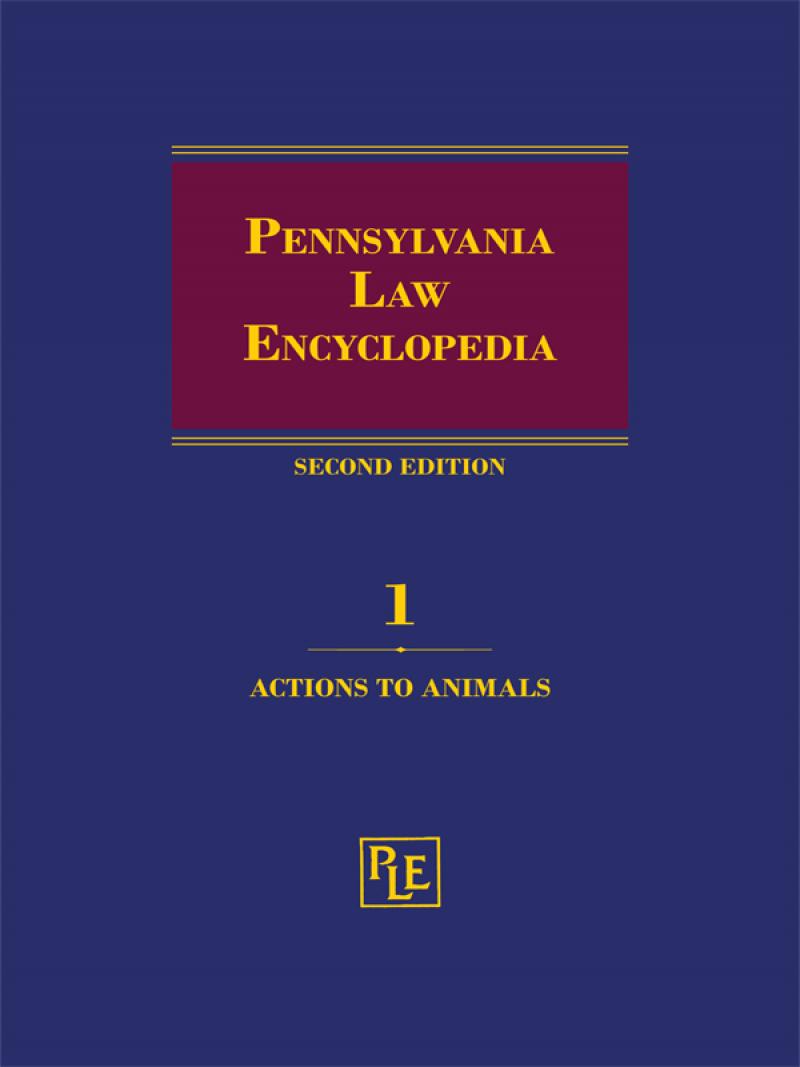 PENNSYLVANIA
LAW
ENCYCLOPEDIA
SECOND EDITION
1
ACTIONS TO ANIMALS
PLE